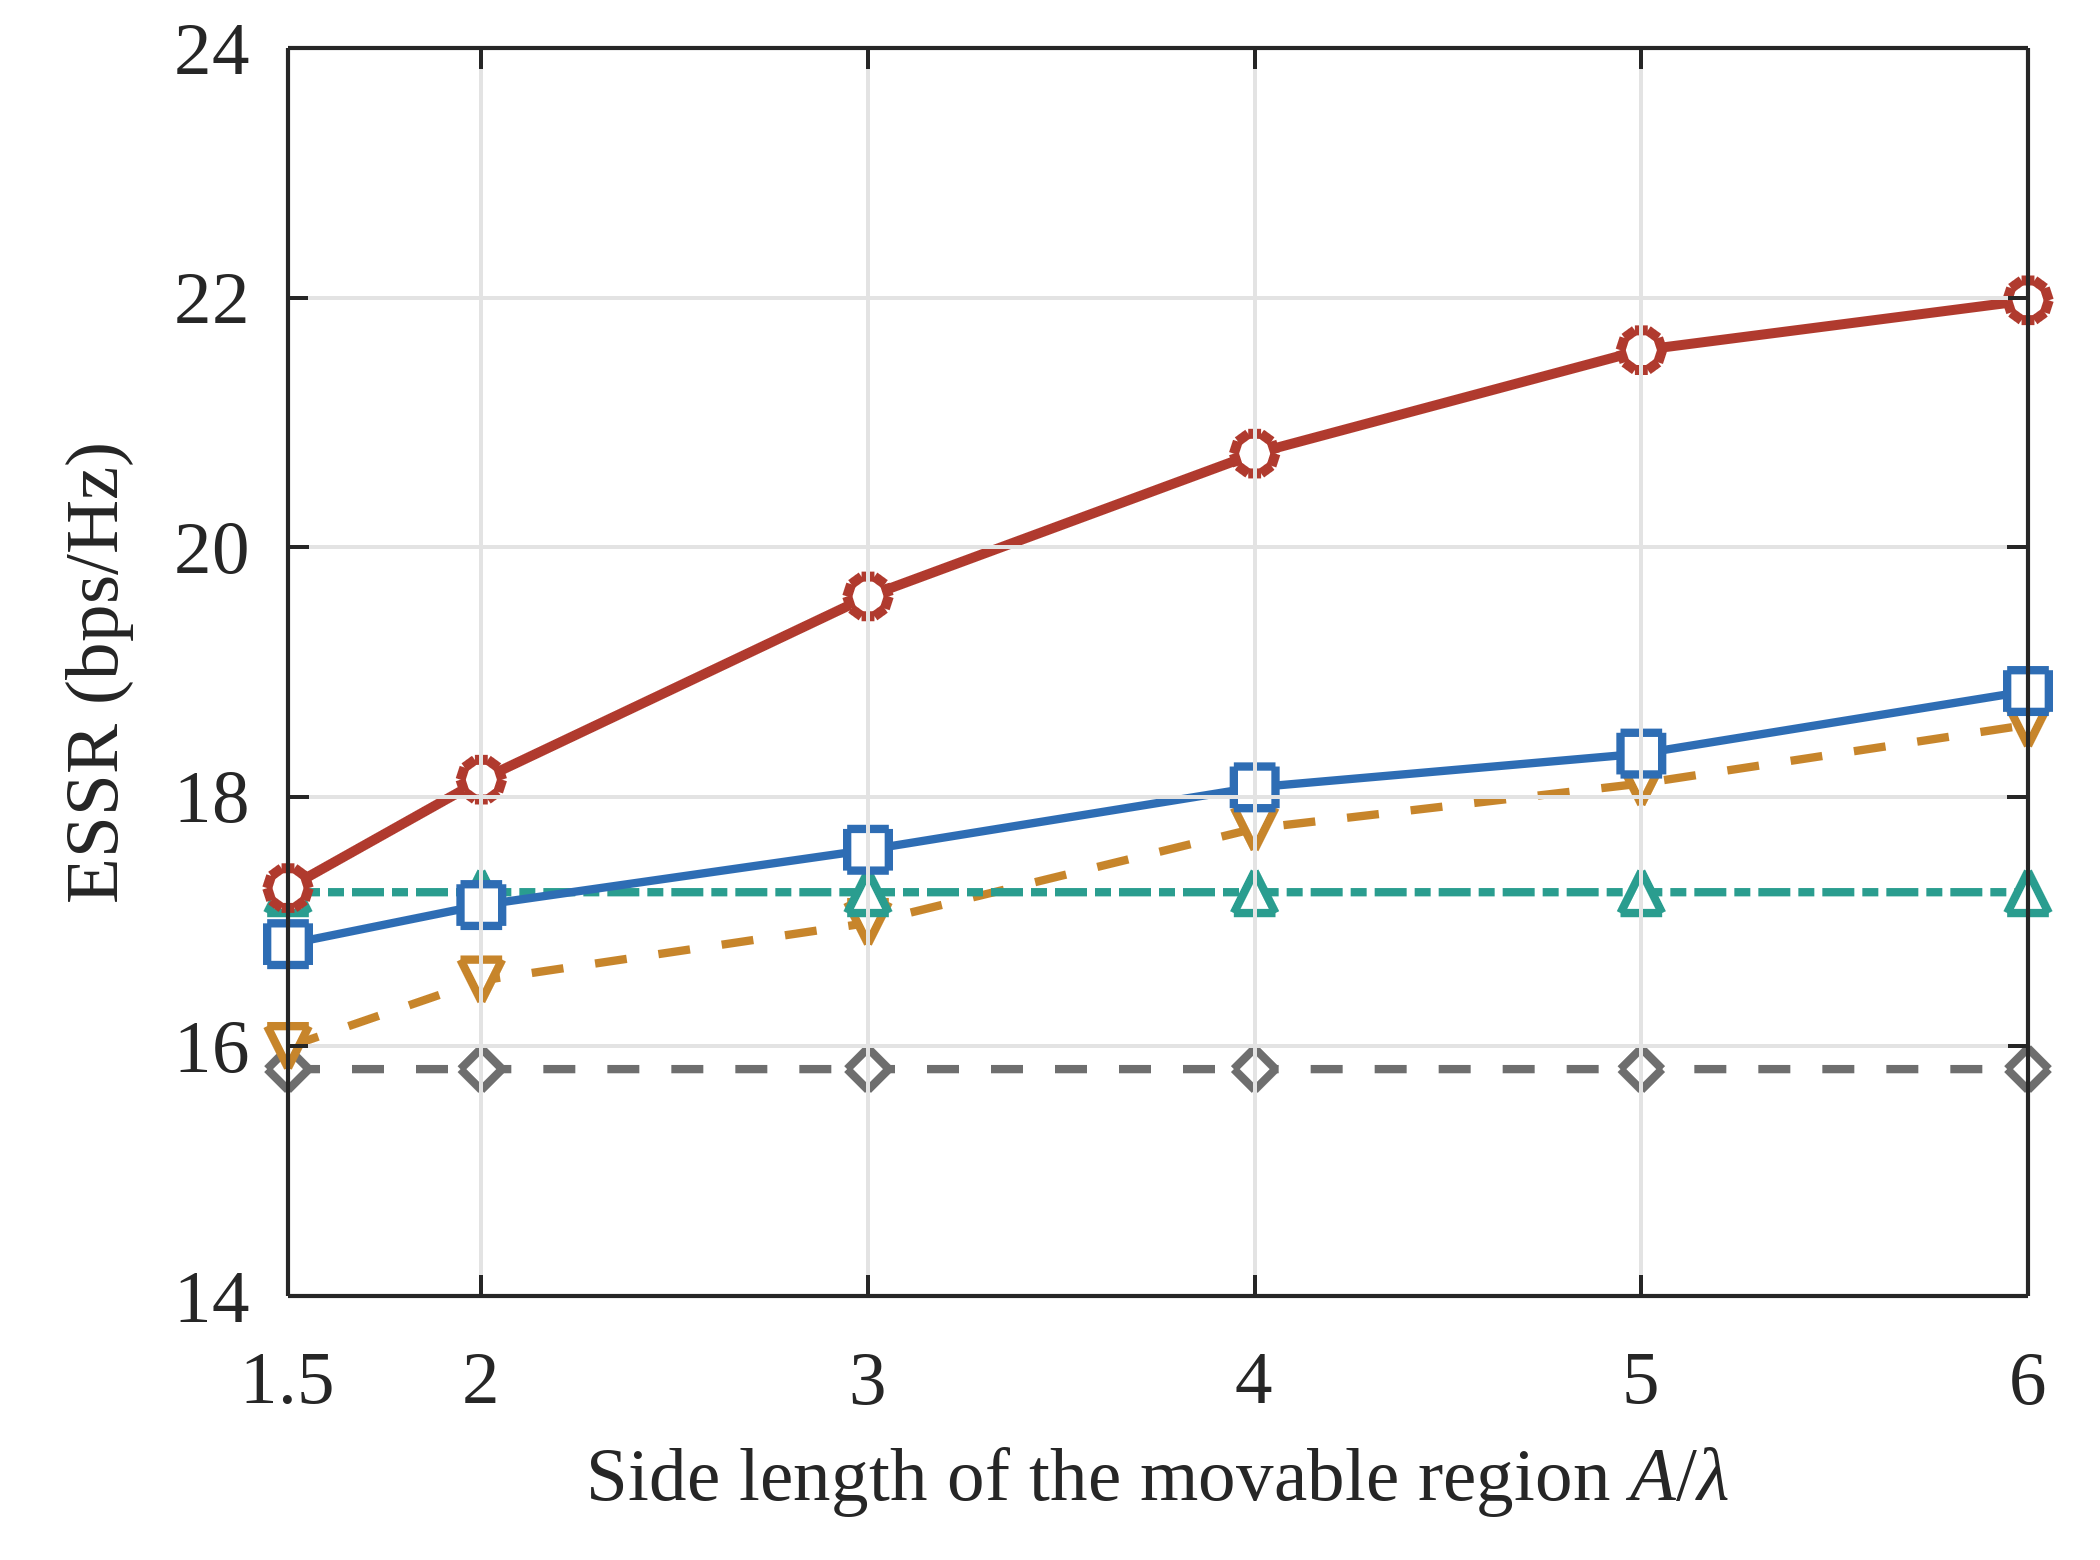 24
22
20
18
16
14
ESSR (bps/Hz)
1.5 2 3 4 5 6
Side length of the movable region A/λ